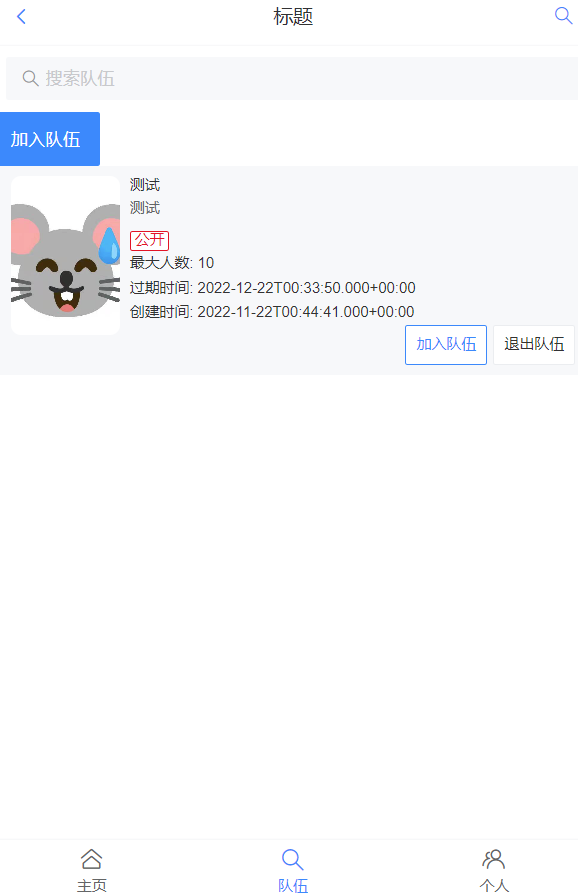 标题
搜索队伍
加入队伍
测试
测试
公开
最大人数: 10
过期时间: 2022-12-22T00:33:50.000+00:00
创建时间: 2022-11-22T00:44:41.000+00:00
加入队伍 退出队伍
主页 队伍 个人